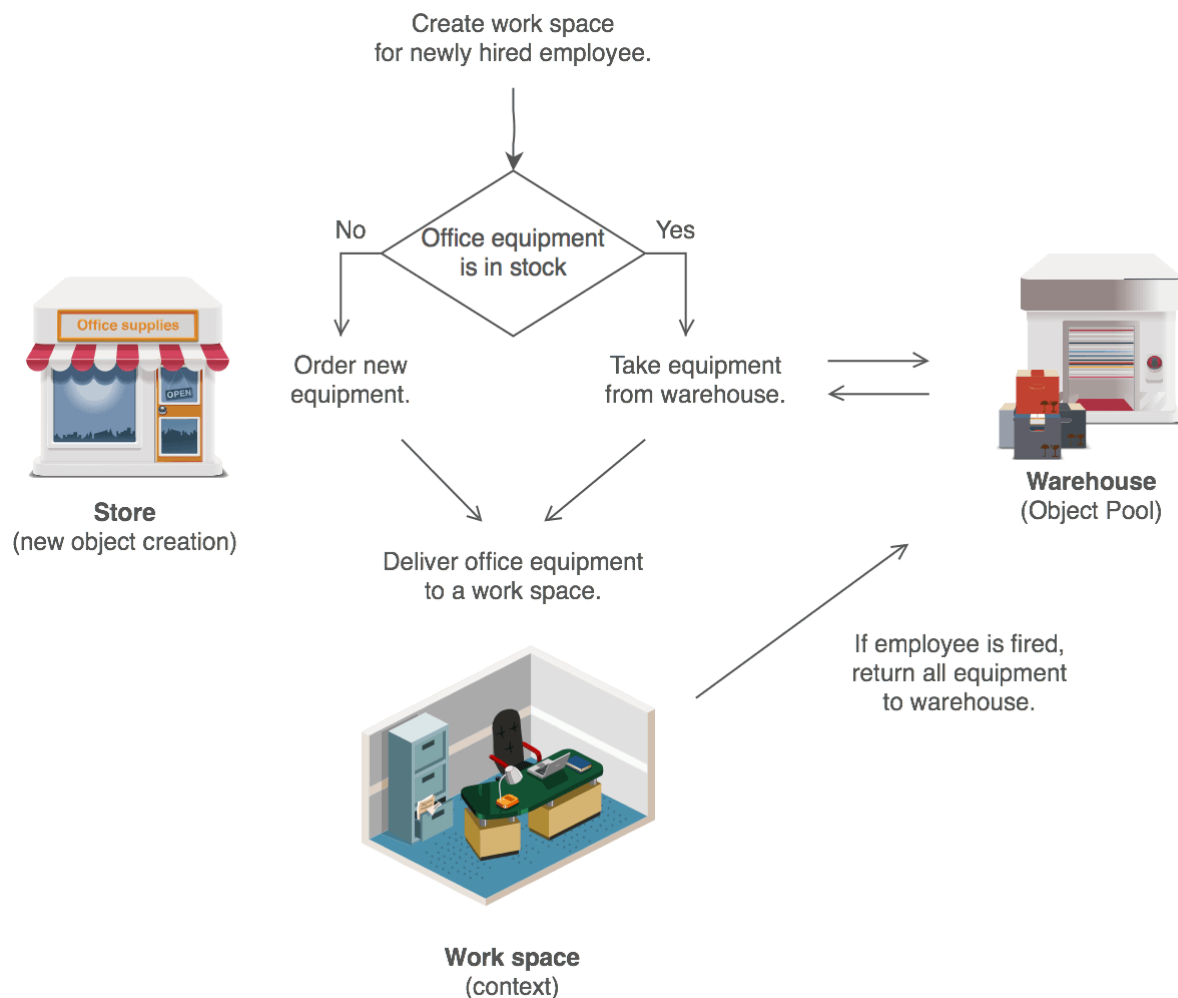 Create work space
for newly hired employee.
No
Yes
Office equipment
is in stock
Office supplies
OPEN
Order new
equipment.
Take equipment
from warehouse.
Store
(new object creation)
Warehouse
(Object Pool)
Deliver office equipment
to a work space.
If employee is fired,
return all equipment
to warehouse.
Work space
(context)